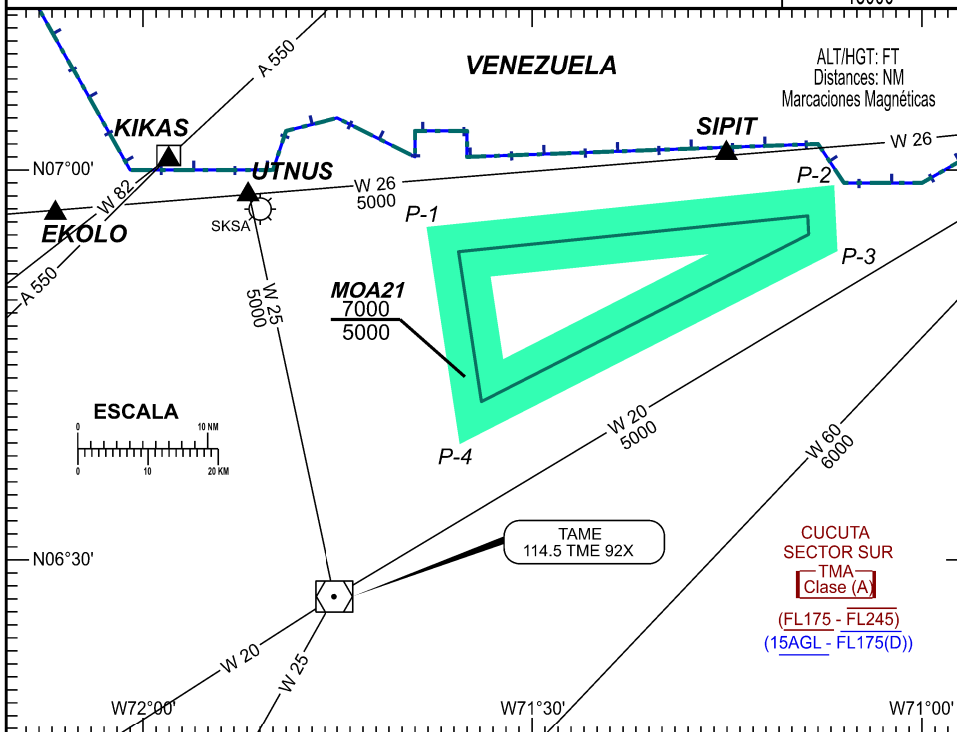 A 550
VENEZUELA
ALT/HGT: FT
Distances: NM
Marcaciones Magnéticas
KIKAS
SIPIT
W 26
N07°00'
UTNUS
W 82
W 26
5000
P-2
P-1
SKSA
EKOLO
P-3
A 550
W 25
5000
MOA21
7000
5000
ESCALA
0
10 NM
0
10
20 KM
W 20
5000
W 60
6000
P-4
TAME
114.5 TME 92X
CUCUTA
SECTOR SUR
TMA
Clase (A)
(FL175 - FL245)
(15AGL - FL175(D))
N06°30'
W 20
W 25
W72°00'
W71°30'
W71°00'